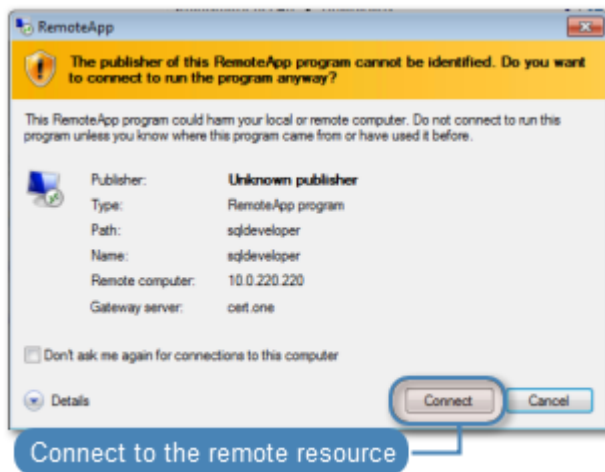 RemoteApp
The publisher of this RemoteApp program cannot be identified. Do you want
to connect to run the program anyway?
This RemoteApp program could harm your local or remote computer. Do not connect to run this
program unless you know where this program came from or have used it before.
Publisher: Unknown publisher
Type: RemoteApp program
Path: sqldeveloper
Name: sqldeveloper
Remote computer: 10.0.220.220
Gateway server: cert.one
Don't ask me again for connections to this computer
Details Connect Cancel
Connect to the remote resource